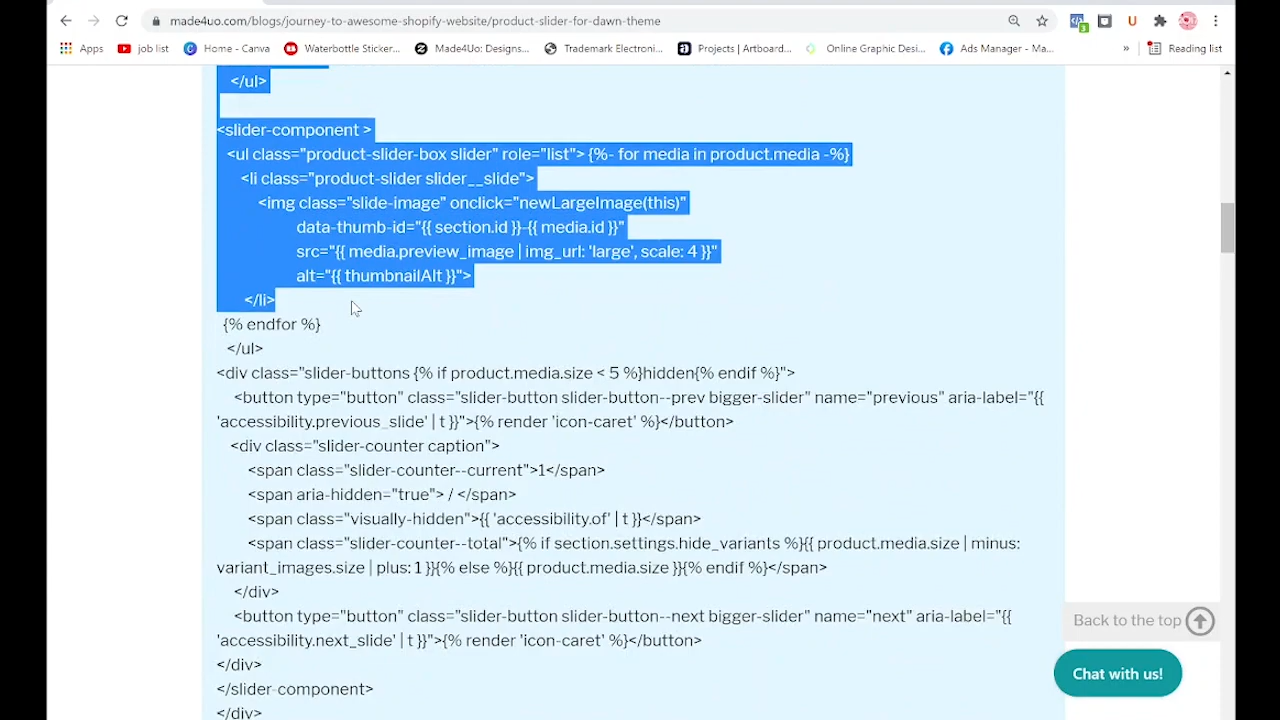 made4uo.com/blogs/journey-to-awesome-shopify-website/product-slider-for-dawn-theme
3
U
Apps
job list
Home - Canva
Waterbottle Sticker...
Made4Uo: Designs...
Trademark Electroni...
Projects | Artboard...
Online Graphic Desi...
Ads Manager - Ma...
»
Reading list
</ul>
<slider-component >
<ul class="product-slider-box slider" role="list"> {%- for media in product.media -%}
<li class="product-slider slider__slide">
<img class="slide-image" onclick="newLargeImage(this)"
data-thumb-id="{{ section.id }}-{{ media.id }}"
src="{{ media.preview_image | img_url: 'large', scale: 4 }}"
alt="{{ thumbnailAlt }}">
</li>
{% endfor %}
</ul>
<div class="slider-buttons {% if product.media.size < 5 %}hidden{% endif %}">
<button type="button" class="slider-button slider-button--prev bigger-slider" name="previous" aria-label="{{
'accessibility.previous_slide' | t }}">{% render 'icon-caret' %}</button>
<div class="slider-counter caption">
<span class="slider-counter--current">1</span>
<span aria-hidden="true"> / </span>
<span class="visually-hidden">{{ 'accessibility.of' | t }}</span>
<span class="slider-counter--total">{% if section.settings.hide_variants %}{{ product.media.size | minus:
variant_images.size | plus: 1 }}{% else %}{{ product.media.size }}{% endif %}</span>
</div>
<button type="button" class="slider-button slider-button--next bigger-slider" name="next" aria-label="{{
'accessibility.next_slide' | t }}">{% render 'icon-caret' %}</button>
</div>
</slider-component>
</div>
Back to the top
Chat with us!